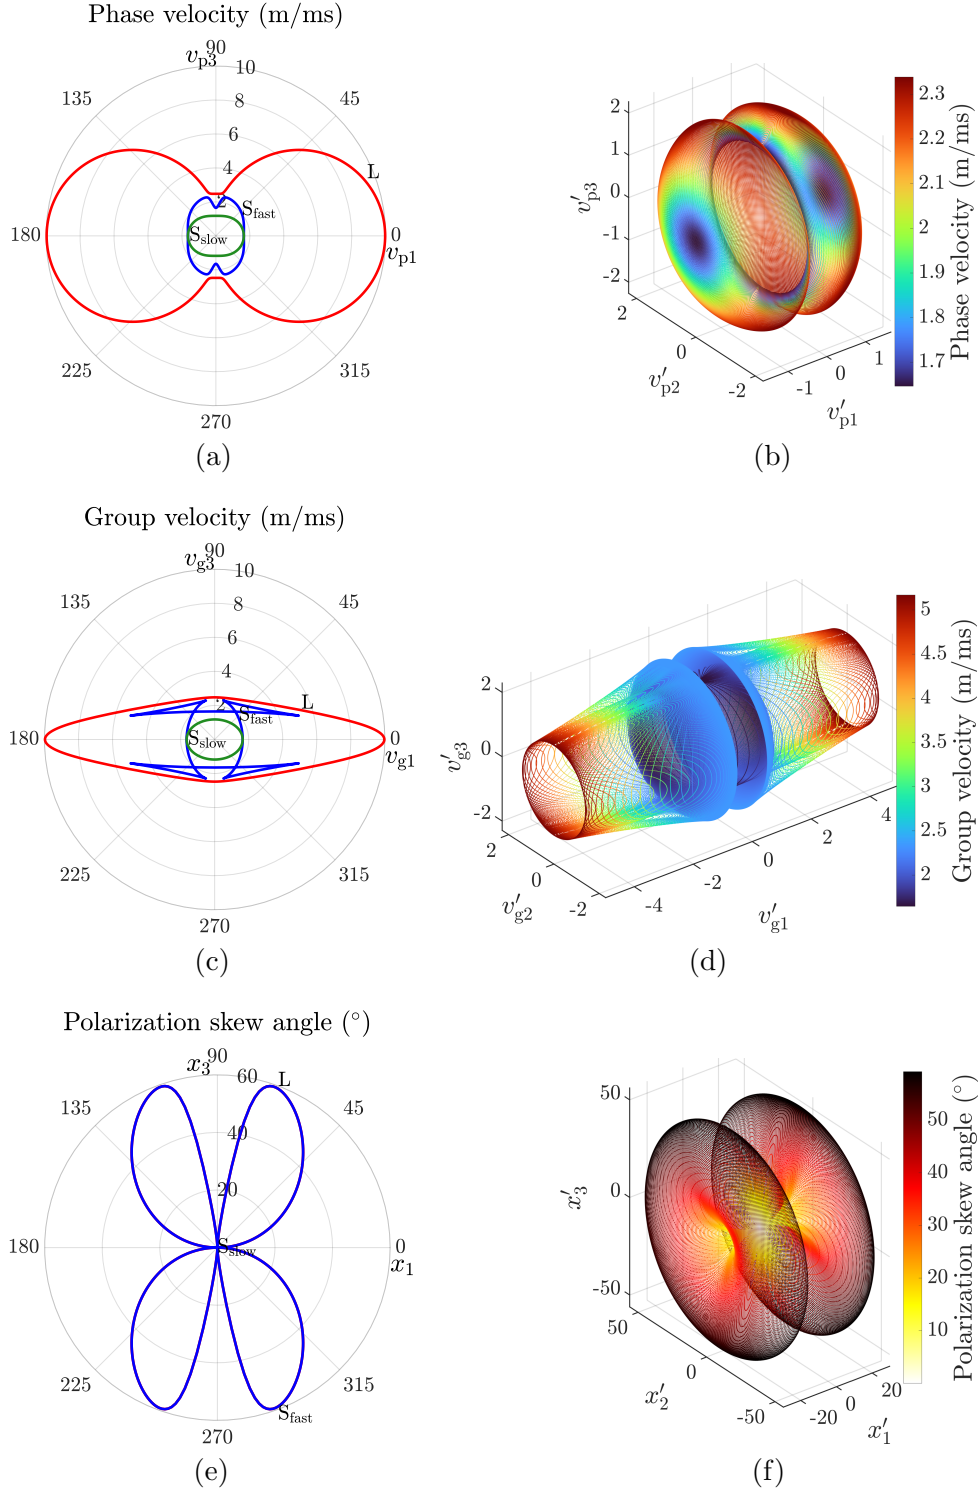 Phase velocity (m/ms)
90
v_p3
10
135
45
8
6
4
L
2
S_fast
180
S_slow
0
v_p1
225
315
270
(a)
2
1
0
-1
-2
v′_p3
2
0
-2
v′_p2
-1
0
1
v′_p1
2.3
2.2
2.1
2
1.9
1.8
1.7
Phase velocity (m/ms)
(b)
Group velocity (m/ms)
90
v_g3
10
135
45
8
6
4
L
2
S_fast
180
S_slow
0
v_g1
225
315
270
(c)
2
0
-2
v′_g3
2
0
-2
v′_g2
-4
-2
0
2
4
v′_g1
5
4.5
4
3.5
3
2.5
2
Group velocity (m/ms)
(d)
Polarization skew angle (°)
90
x_3
60
L
135
45
40
20
180
S_slow
0
x_1
225
315
S_fast
270
(e)
50
0
-50
x′_3
50
0
-50
x′_2
-20
0
20
x′_1
50
40
30
20
10
Polarization skew angle (°)
(f)